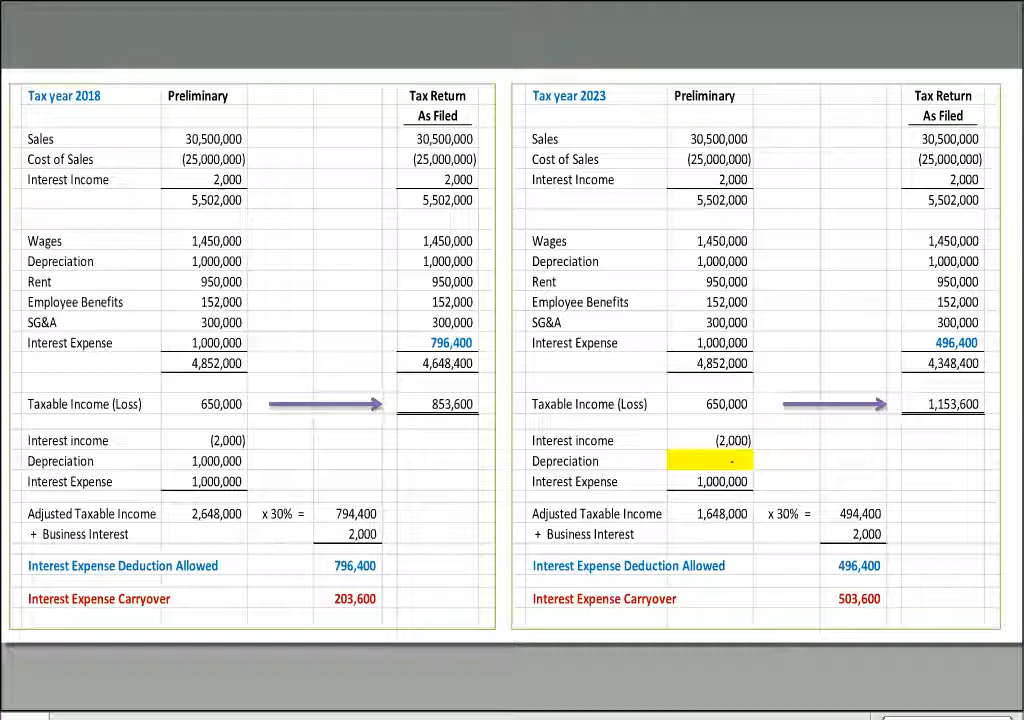 Tax year 2018 Preliminary Tax Return
As Filed
Sales 30,500,000 30,500,000
Cost of Sales (25,000,000) (25,000,000)
Interest Income 2,000 2,000
5,502,000 5,502,000
Wages 1,450,000 1,450,000
Depreciation 1,000,000 1,000,000
Rent 950,000 950,000
Employee Benefits 152,000 152,000
SG&A 300,000 300,000
Interest Expense 1,000,000 796,400
4,852,000 4,648,400
Taxable Income (Loss) 650,000 853,600
Interest income (2,000)
Depreciation 1,000,000
Interest Expense 1,000,000
Adjusted Taxable Income 2,648,000 x 30% = 794,400
+ Business Interest 2,000
Interest Expense Deduction Allowed 796,400
Interest Expense Carryover 203,600
Tax year 2023 Preliminary Tax Return
As Filed
Sales 30,500,000 30,500,000
Cost of Sales (25,000,000) (25,000,000)
Interest Income 2,000 2,000
5,502,000 5,502,000
Wages 1,450,000 1,450,000
Depreciation 1,000,000 1,000,000
Rent 950,000 950,000
Employee Benefits 152,000 152,000
SG&A 300,000 300,000
Interest Expense 1,000,000 496,400
4,852,000 4,348,400
Taxable Income (Loss) 650,000 1,153,600
Interest income (2,000)
Depreciation -
Interest Expense 1,000,000
Adjusted Taxable Income 1,648,000 x 30% = 494,400
+ Business Interest 2,000
Interest Expense Deduction Allowed 496,400
Interest Expense Carryover 503,600